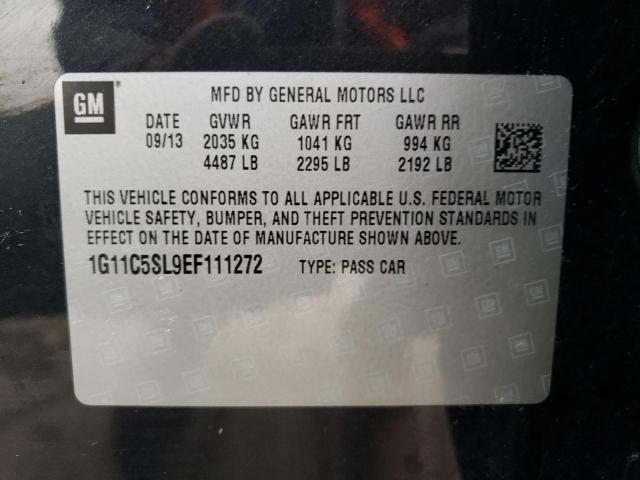 GM
MFD BY GENERAL MOTORS LLC
DATE GVWR GAWR FRT GAWR RR
09/13 2035 KG 1041 KG 994 KG
4487 LB 2295 LB 2192 LB
THIS VEHICLE CONFORMS TO ALL APPLICABLE U.S. FEDERAL MOTOR
VEHICLE SAFETY, BUMPER, AND THEFT PREVENTION STANDARDS IN
EFFECT ON THE DATE OF MANUFACTURE SHOWN ABOVE.
1G11C5SL9EF111272 TYPE: PASS CAR